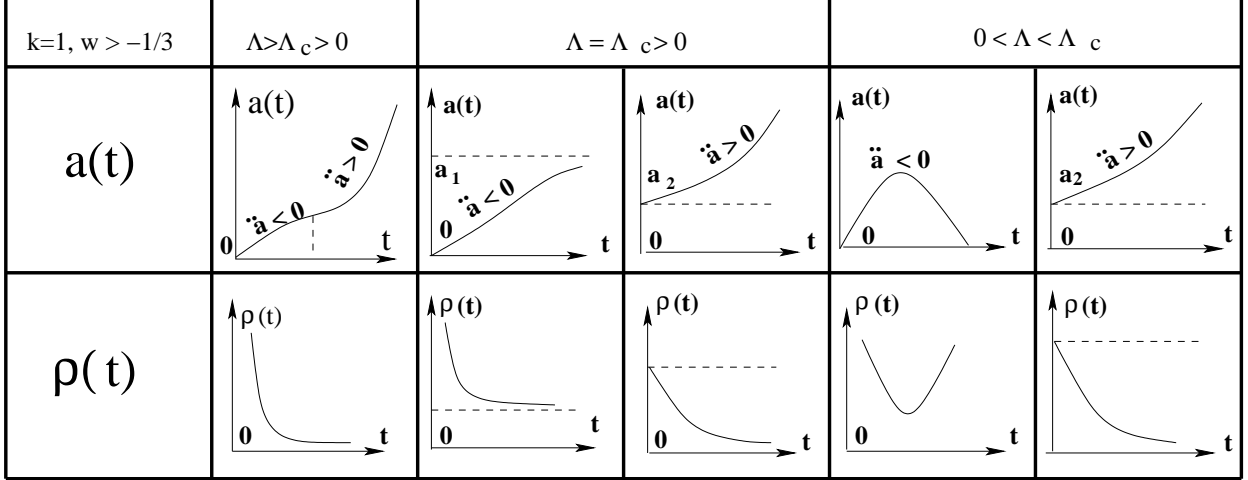 k=1, w > −1/3
Λ>Λ c > 0
Λ = Λ c > 0
0 < Λ < Λ c
a(t)
a(t)
ä < 0
ä > 0
0
t
a(t)
a 1
ä < 0
0
t
a(t)
ä > 0
a 2
0
t
a(t)
ä < 0
0
t
a(t)
ä > 0
a2
0
t
ρ(t)
ρ(t)
0
t
ρ(t)
0
t
ρ(t)
0
t
ρ(t)
0
t
ρ(t)
0
t